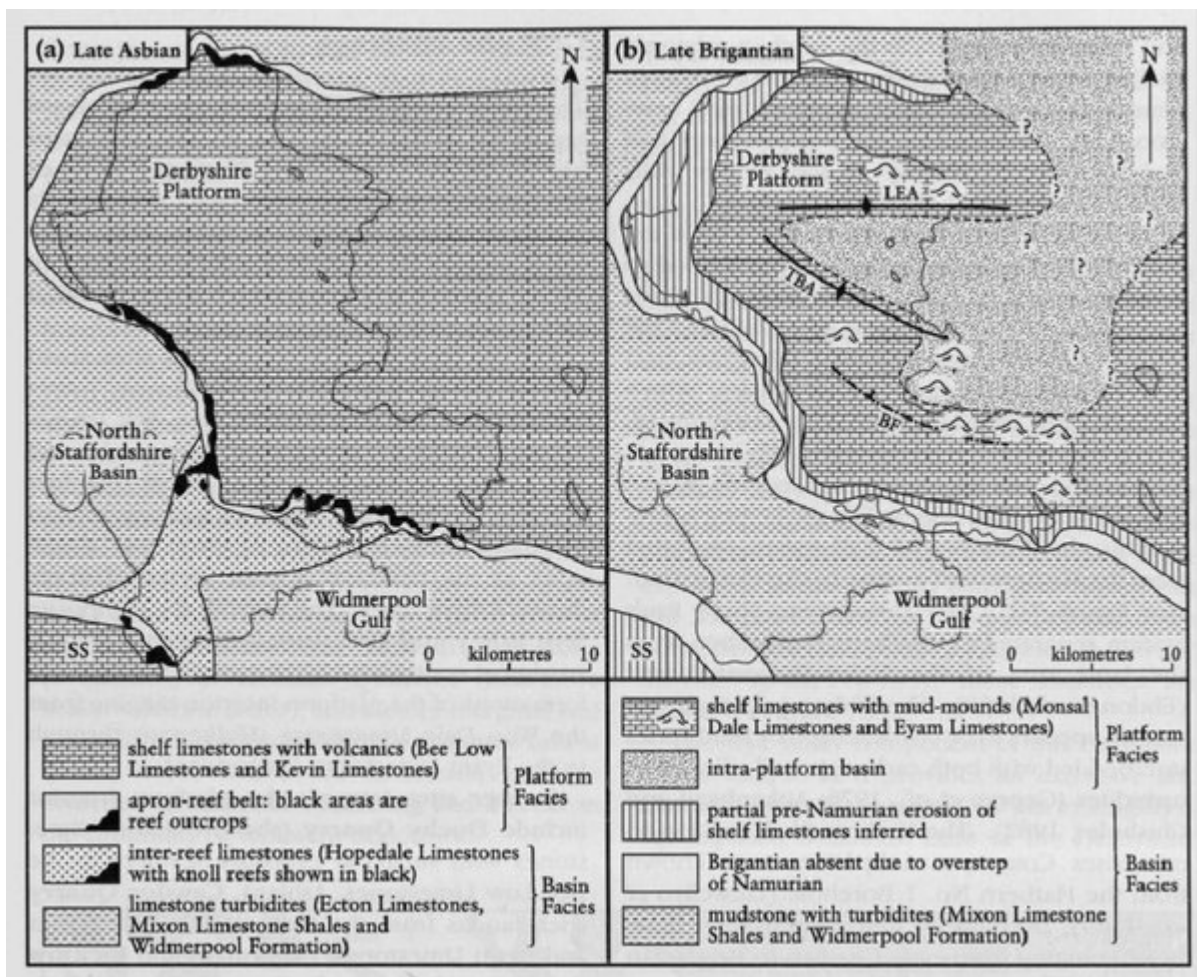 (a) Late Asbian
N
Derbyshire
Platform
North
Staffordshire
Basin
Widmerpool
Gulf
SS
0 kilometres 10
shelf limestones with volcanics (Bee Low
Limestones and Kevin Limestones)
apron-reef belt: black areas are
reef outcrops
Platform
Facies
inter-reef limestones (Hopedale Limestones
with knoll reefs shown in black)
limestone turbidites (Ecton Limestones,
Mixon Limestone Shales and
Widmerpool Formation)
Basin
Facies
(b) Late Brigantian
N
?
?
Derbyshire
Platform
LEA
?
?
TBA
?
BF
North
Staffordshire
Basin
Widmerpool
Gulf
SS
0 kilometres 10
shelf limestones with mud-mounds (Monsal
Dale Limestones and Eyam Limestones)
intra-platform basin
Platform
Facies
partial pre-Namurian erosion of
shelf limestones inferred
Brigantian absent due to overstep
of Namurian
mudstone with turbidites (Mixon Limestone
Shales and Widmerpool Formation)
Basin
Facies